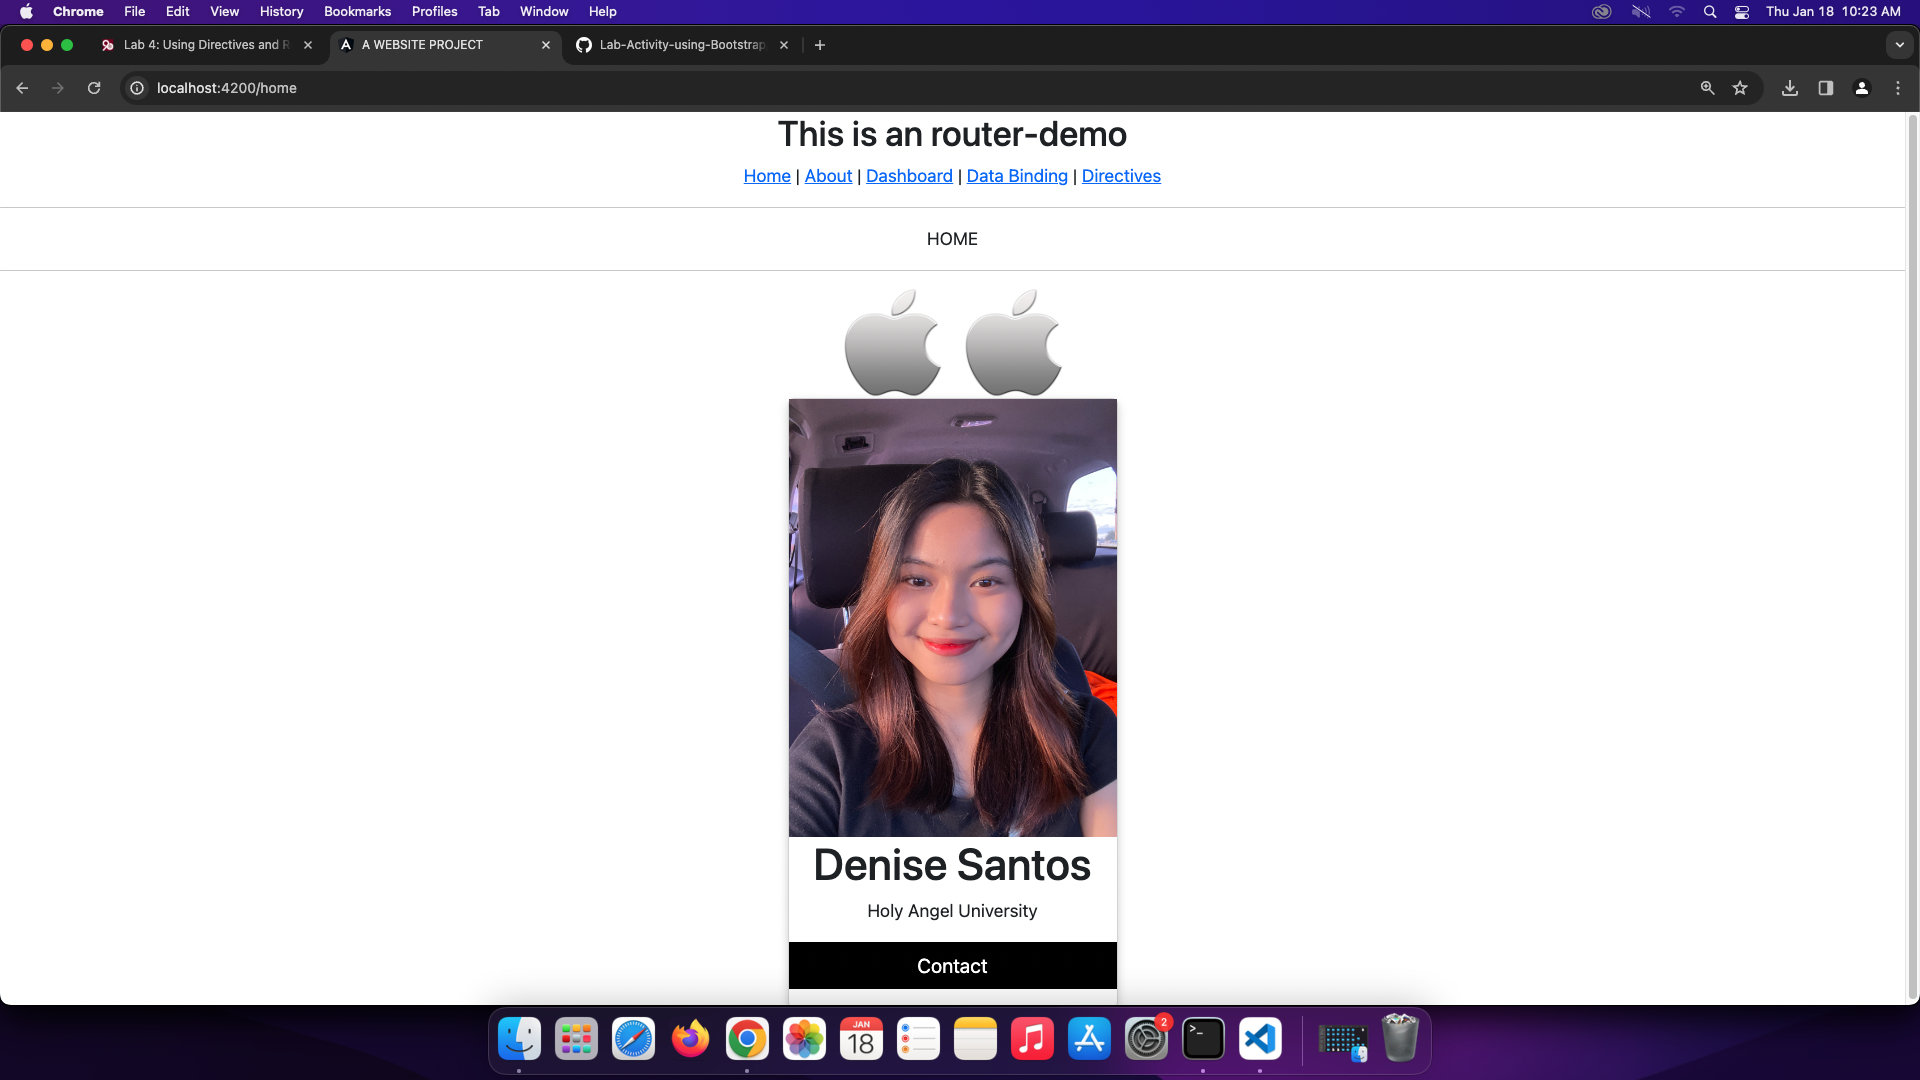 Chrome File Edit View History Bookmarks Profiles Tab Window Help Thu Jan 18 10:23 AM
Lab 4: Using Directives and R A WEBSITE PROJECT Lab-Activity-using-Bootstrap
localhost:4200/home
This is an router-demo
Home | About | Dashboard | Data Binding | Directives
HOME
Denise Santos
Holy Angel University
Contact
JAN
18
2